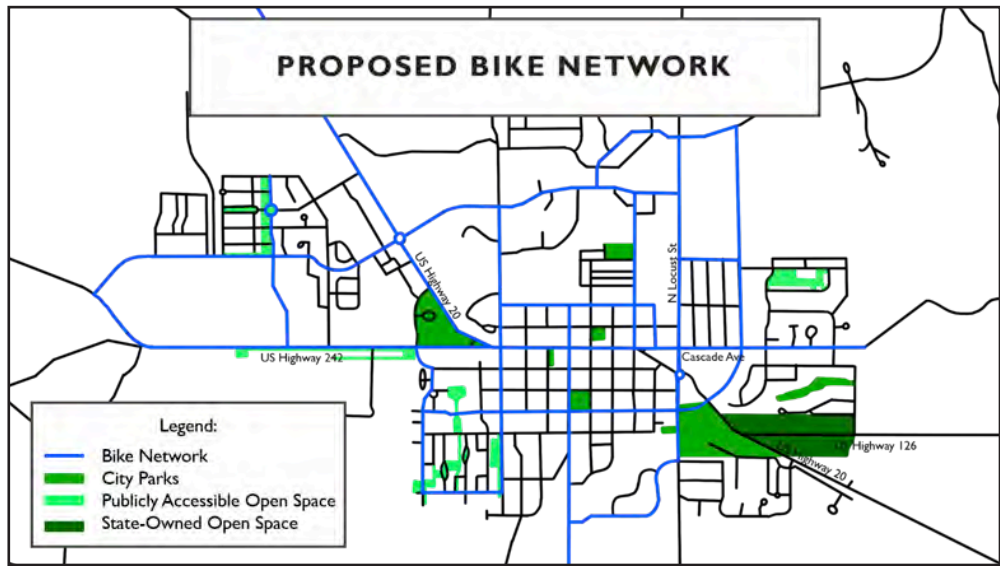 PROPOSED BIKE NETWORK
US Highway 20
N Locust St
US Highway 242
Cascade Ave
US Highway 126
US Highway 20
Legend:
Bike Network
City Parks
Publicly Accessible Open Space
State-Owned Open Space